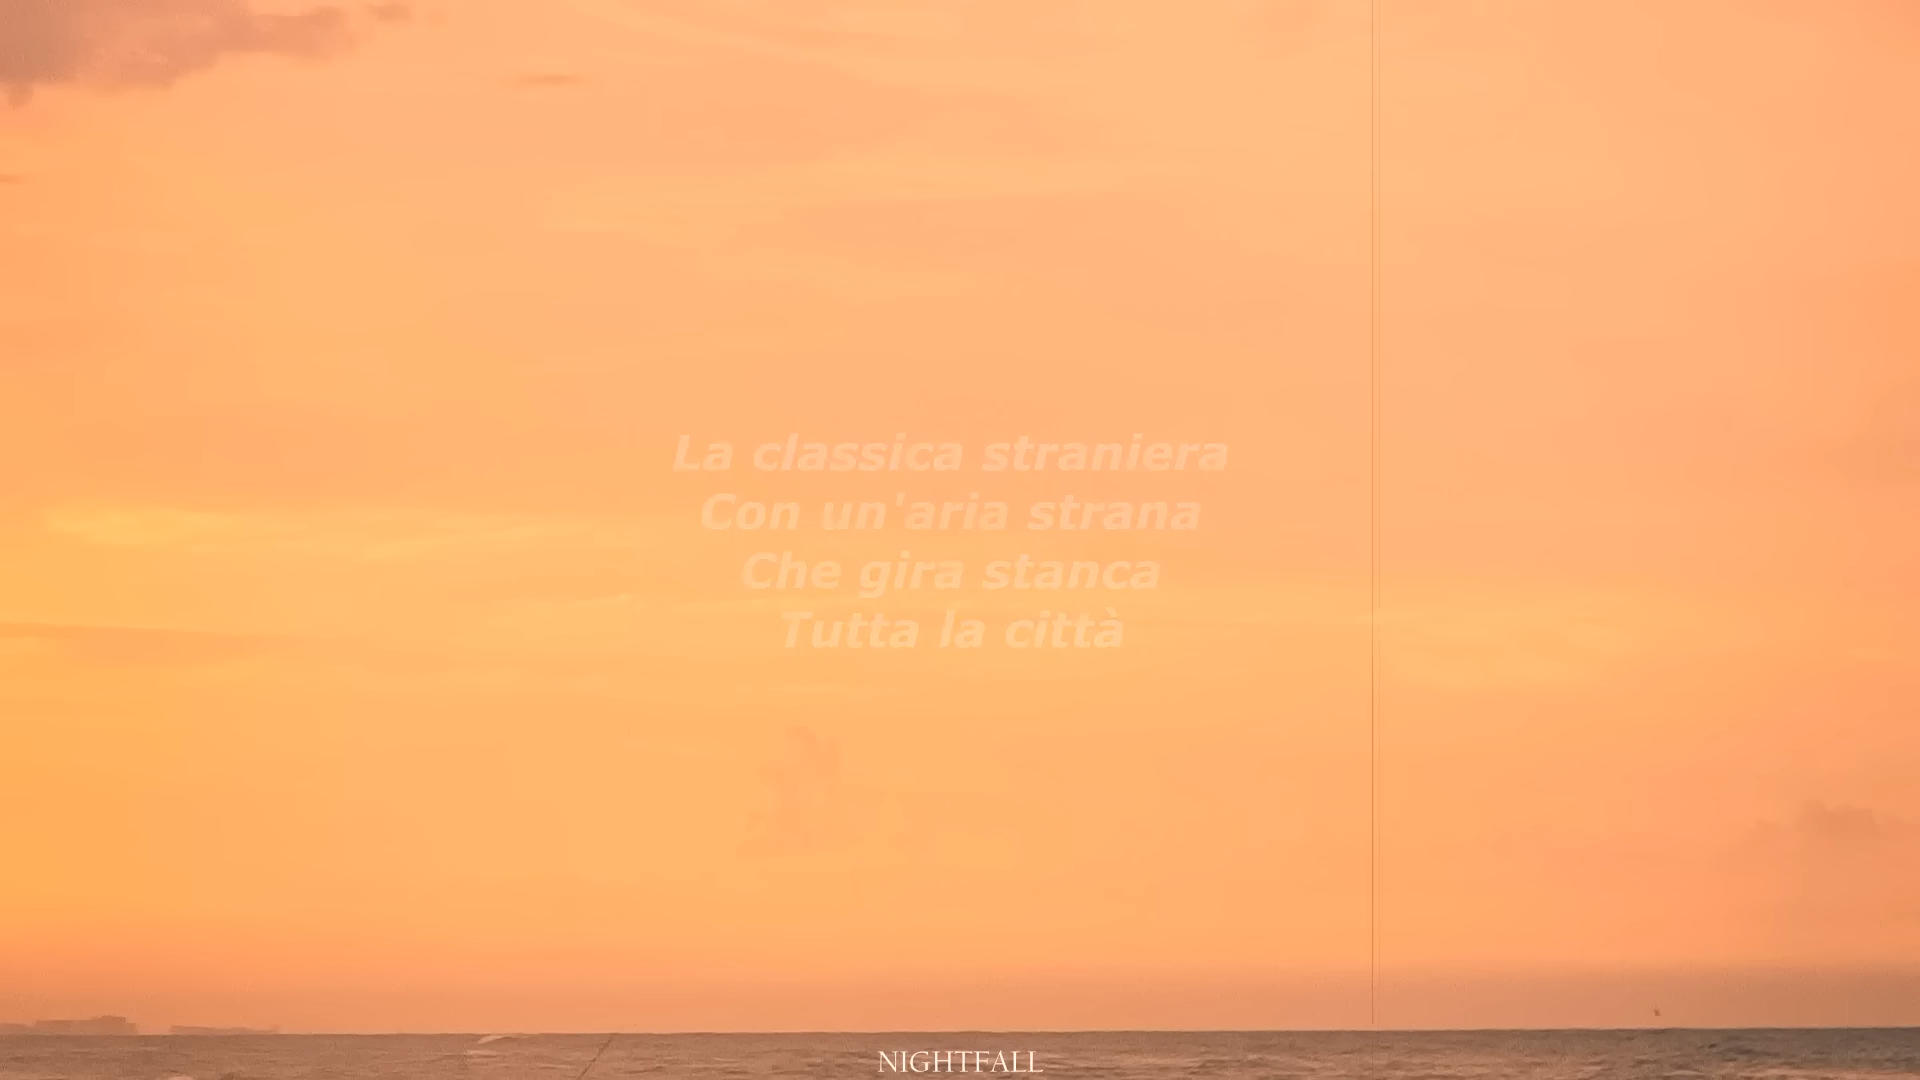 La classica straniera
Con un'aria strana
Che gira stanca
Tutta la città
NIGHTFALL